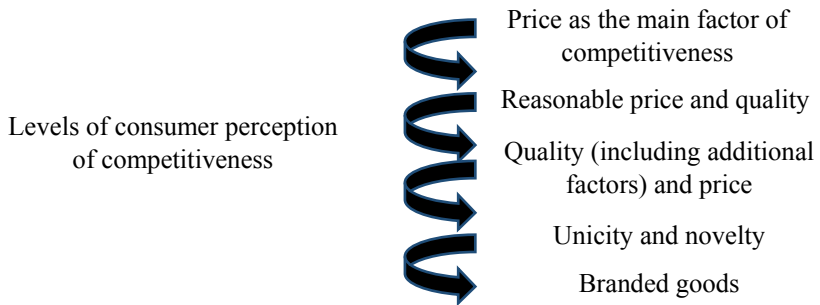 Price as the main factor of
competitiveness
Reasonable price and quality
Levels of consumer perception
of competitiveness
Quality (including additional
factors) and price
Unicity and novelty
Branded goods